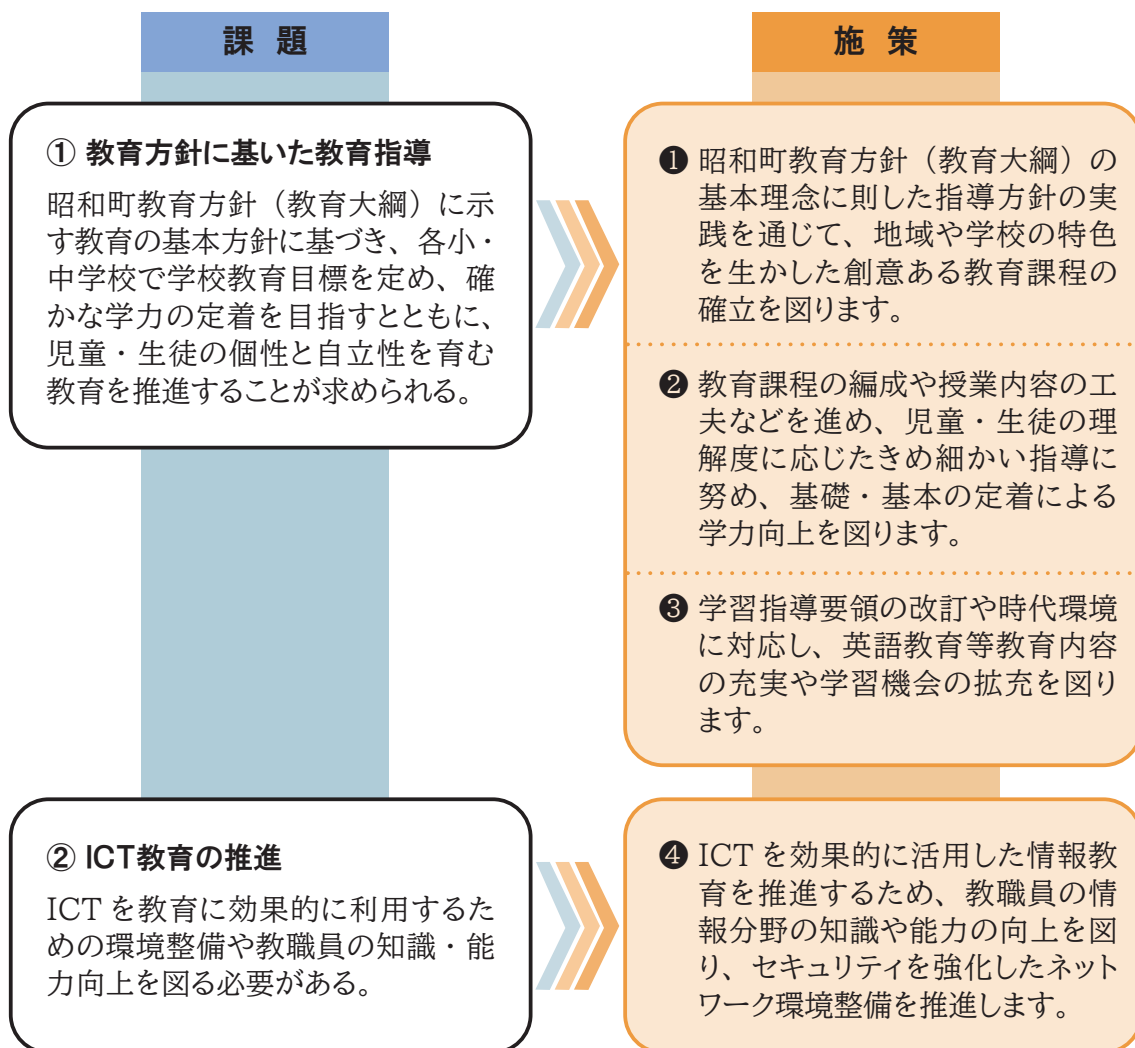 課題
施策
① 教育方針に基いた教育指導
昭和町教育方針（教育大綱）に示
す教育の基本方針に基づき、各小・
中学校で学校教育目標を定め、確
かな学力の定着を目指すとともに、
児童・生徒の個性と自立性を育む
教育を推進することが求められる。
❶ 昭和町教育方針（教育大綱）の
基本理念に則した指導方針の実
践を通じて、地域や学校の特色
を生かした創意ある教育課程の
確立を図ります。
❷ 教育課程の編成や授業内容の工
夫などを進め、児童・生徒の理
解度に応じたきめ細かい指導に
努め、基礎・基本の定着による
学力向上を図ります。
❸ 学習指導要領の改訂や時代環境
に対応し、英語教育等教育内容
の充実や学習機会の拡充を図り
ます。
② ICT教育の推進
ICT を教育に効果的に利用するた
めの環境整備や教職員の知識・能
力向上を図る必要がある。
❹ ICT を効果的に活用した情報教
育を推進するため、教職員の情
報分野の知識や能力の向上を図
り、セキュリティを強化したネット
ワーク環境整備を推進します。